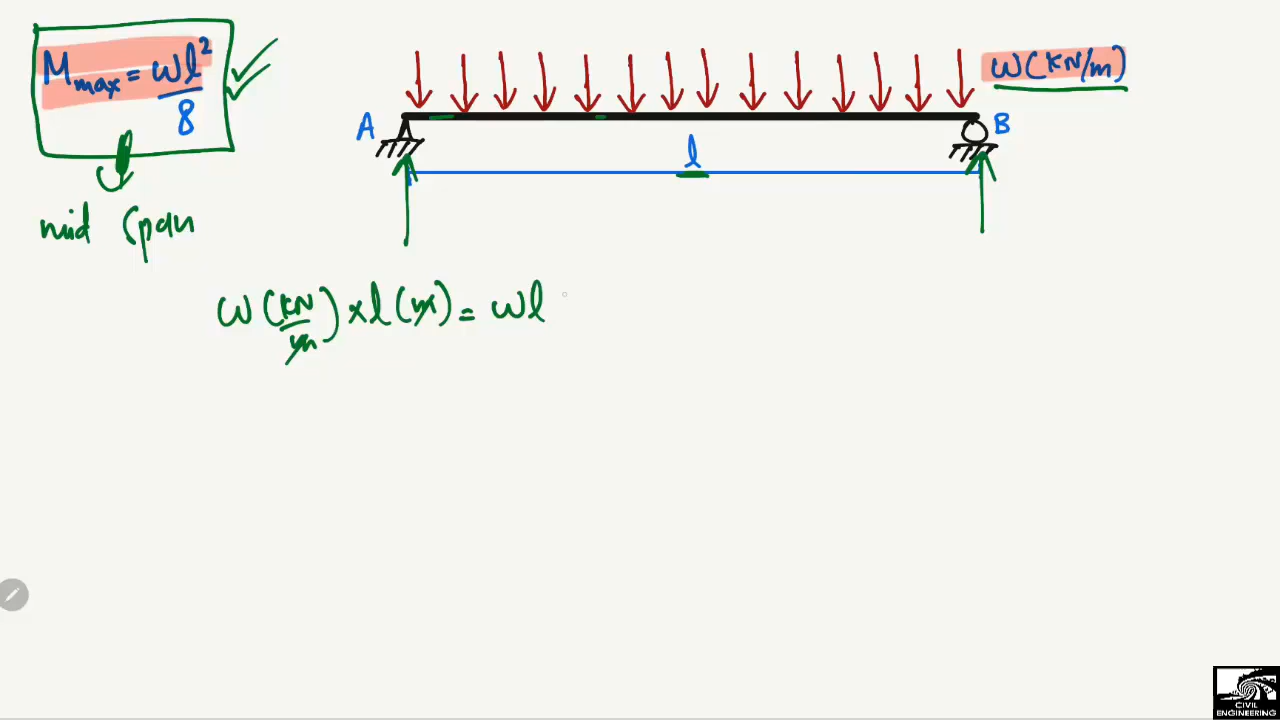 Mmax = wl²/8
w(KN/m)
A
B
l
mid span
w(kN/m) × l(m) = wl
CIVIL
ENGINEERING